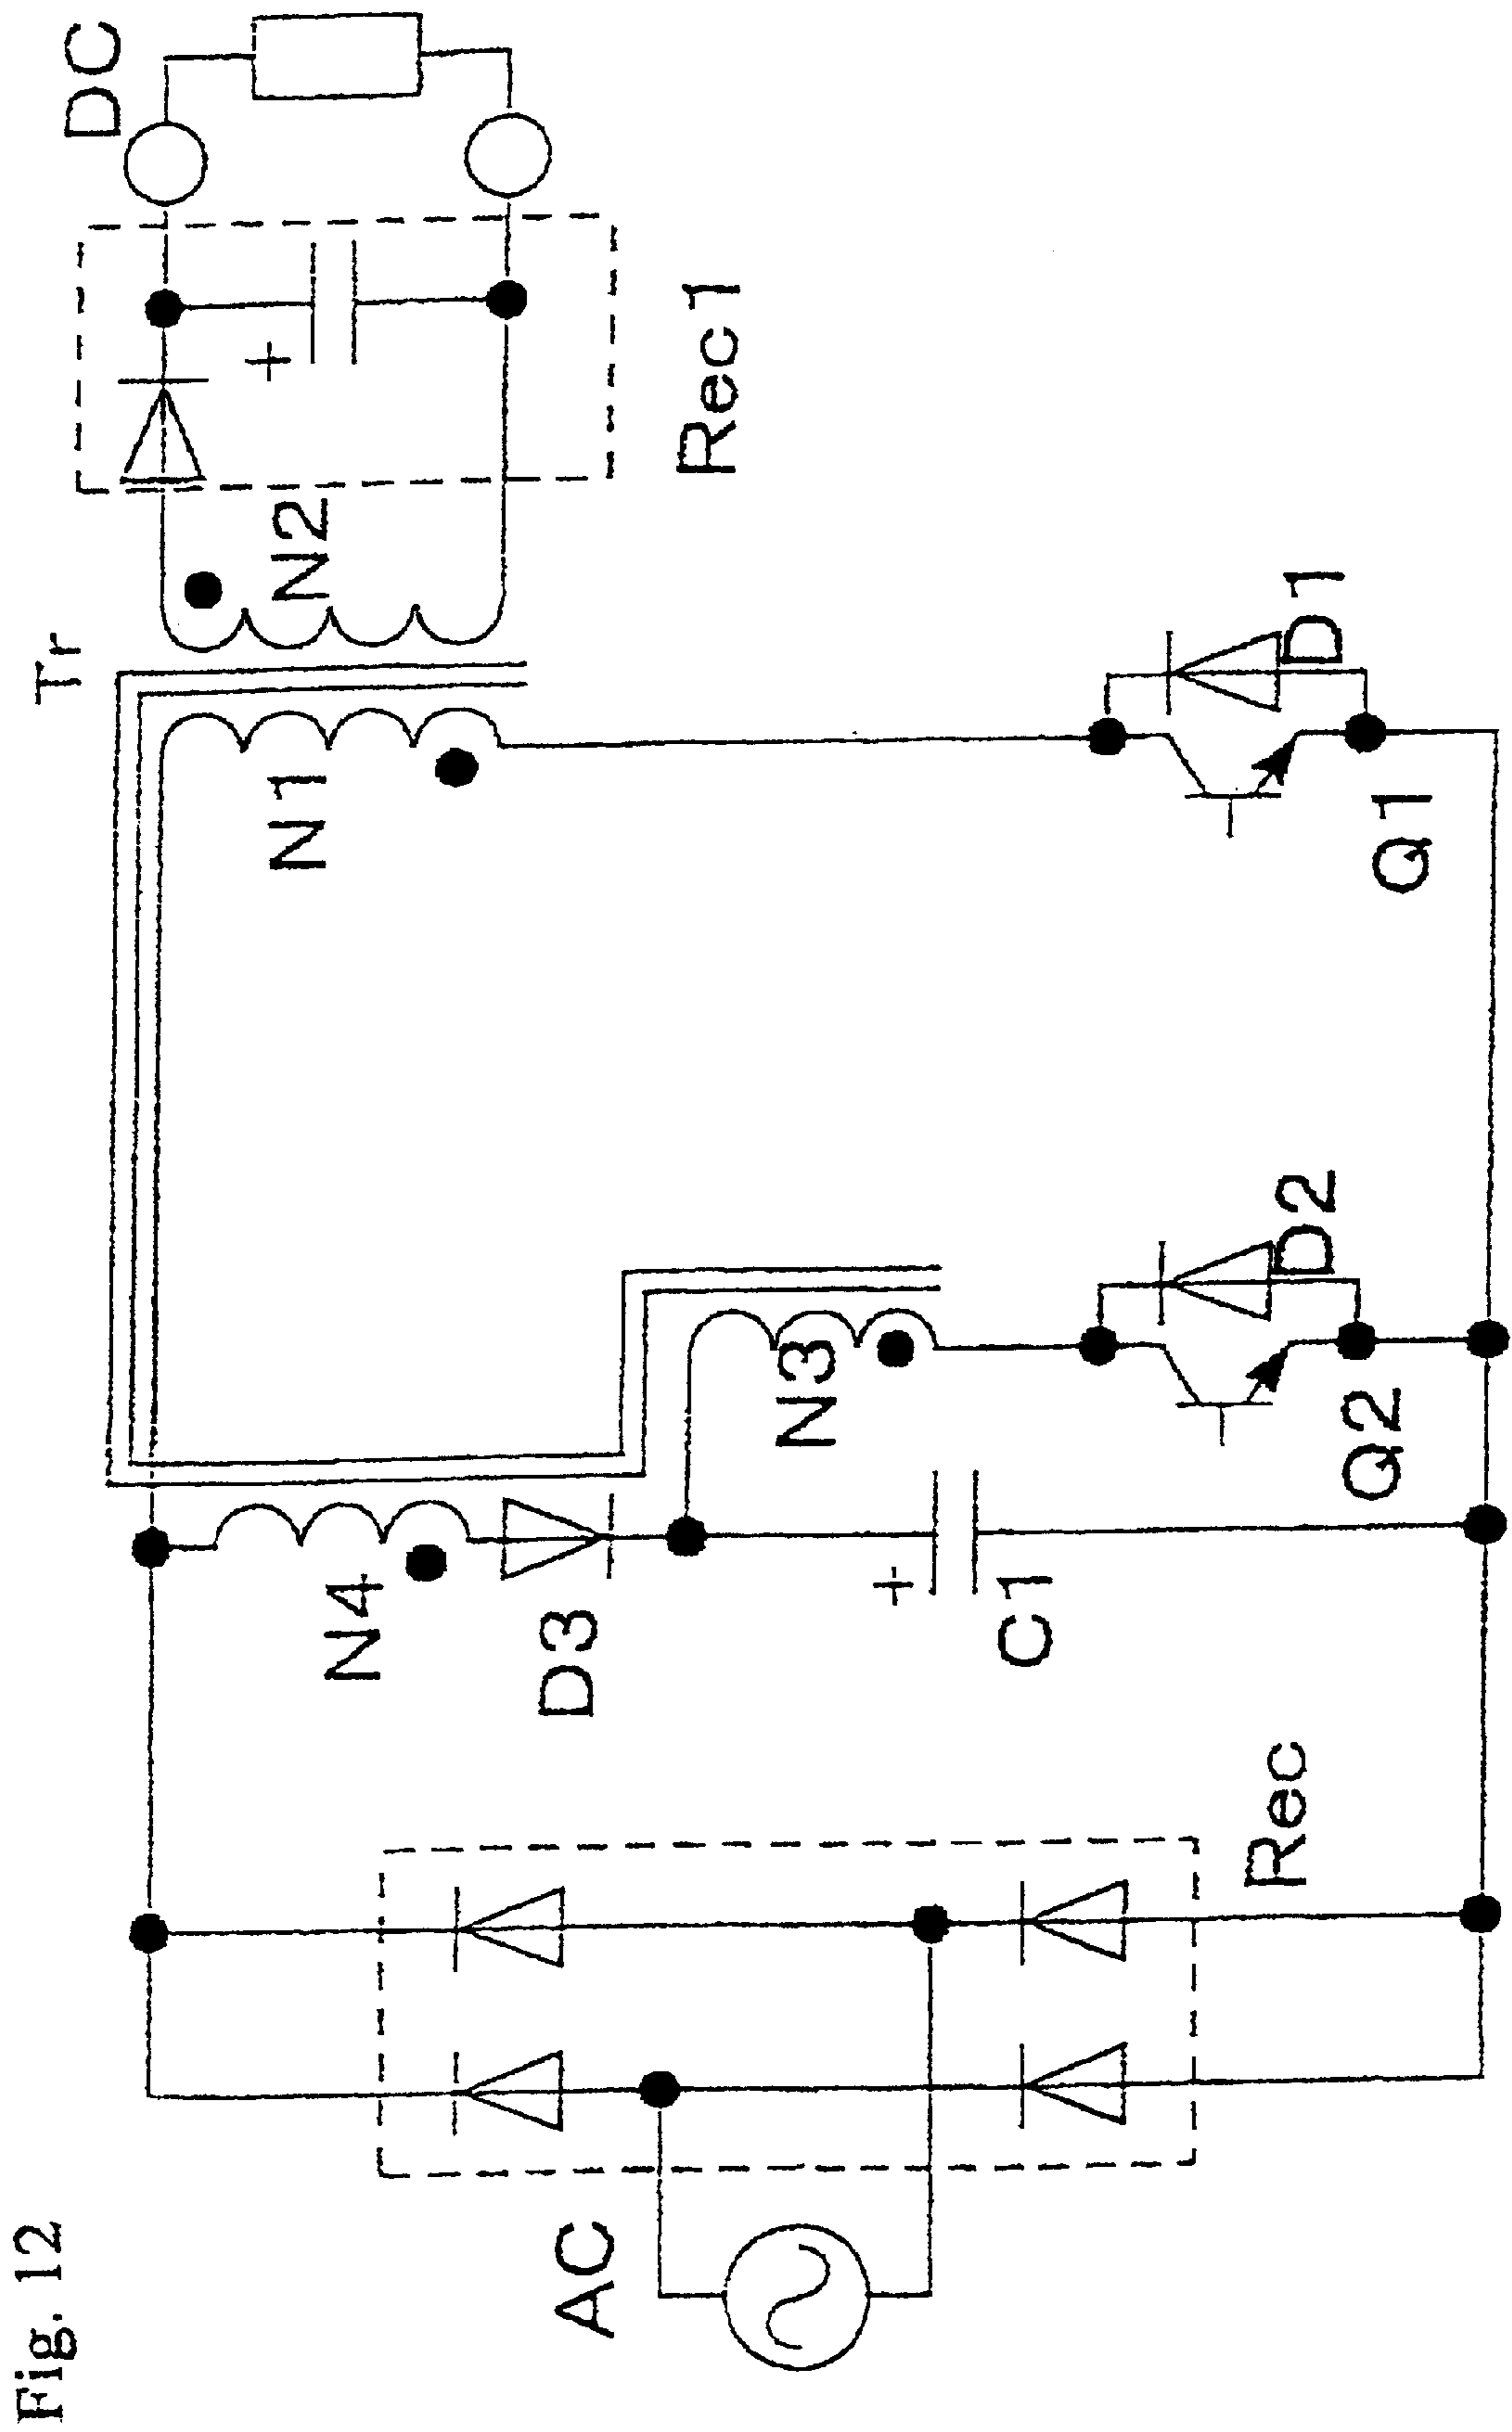 Fig. 12
Tr
DC
N4
N1
N2
D3
N3
Rec1
AC
C1
D2
D1
Rec
Q2
Q1
+
+